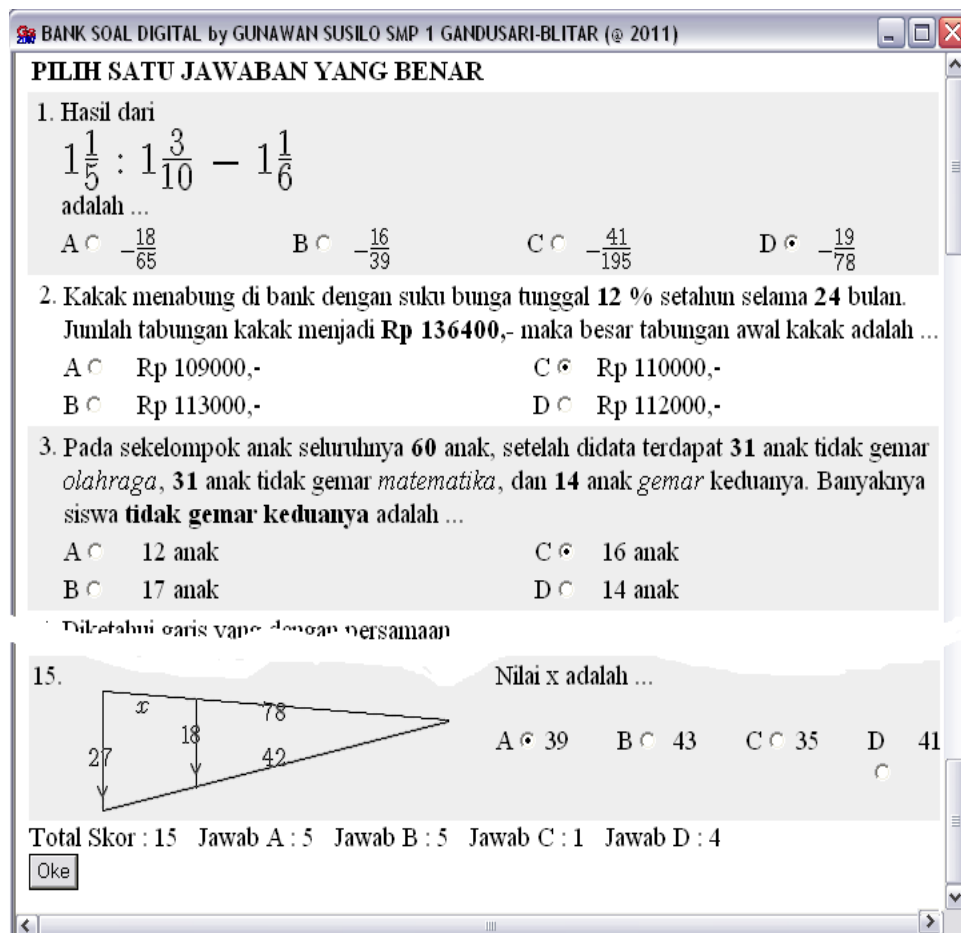 BANK SOAL DIGITAL by GUNAWAN SUSILO SMP 1 GANDUSARI-BLITAR (@ 2011)
PILIH SATU JAWABAN YANG BENAR
1. Hasil dari
1 1/5 : 1 3/10 − 1 1/6
adalah ...
A −18/65 B −16/39 C −41/195 D −19/78
2. Kakak menabung di bank dengan suku bunga tunggal 12 % setahun selama 24 bulan.
Jumlah tabungan kakak menjadi Rp 136400,- maka besar tabungan awal kakak adalah ...
A Rp 109000,- C Rp 110000,-
B Rp 113000,- D Rp 112000,-
3. Pada sekelompok anak seluruhnya 60 anak, setelah didata terdapat 31 anak tidak gemar
olahraga, 31 anak tidak gemar matematika, dan 14 anak gemar keduanya. Banyaknya
siswa tidak gemar keduanya adalah ...
A 12 anak C 16 anak
B 17 anak D 14 anak
Diketahui garis yang dengan persamaan
15. Nilai x adalah ...
x 78
27 18 42
A 39 B 43 C 35 D 41
Total Skor : 15 Jawab A : 5 Jawab B : 5 Jawab C : 1 Jawab D : 4
Oke